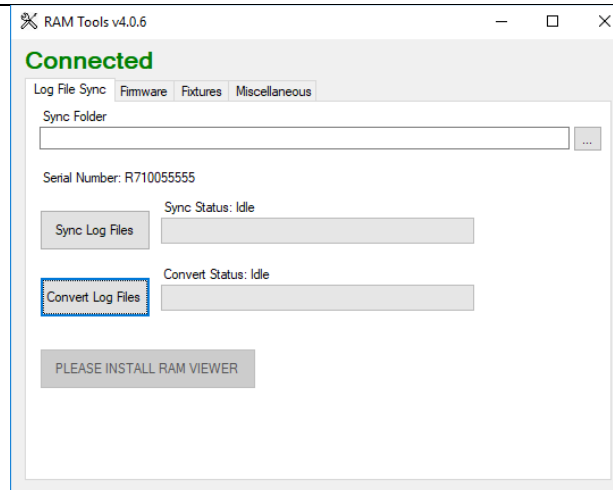 RAM Tools v4.0.6
Connected
Log File Sync Firmware Fixtures Miscellaneous
Sync Folder
...
Serial Number: R710055555
Sync Status: Idle
Sync Log Files
Convert Status: Idle
Convert Log Files
PLEASE INSTALL RAM VIEWER